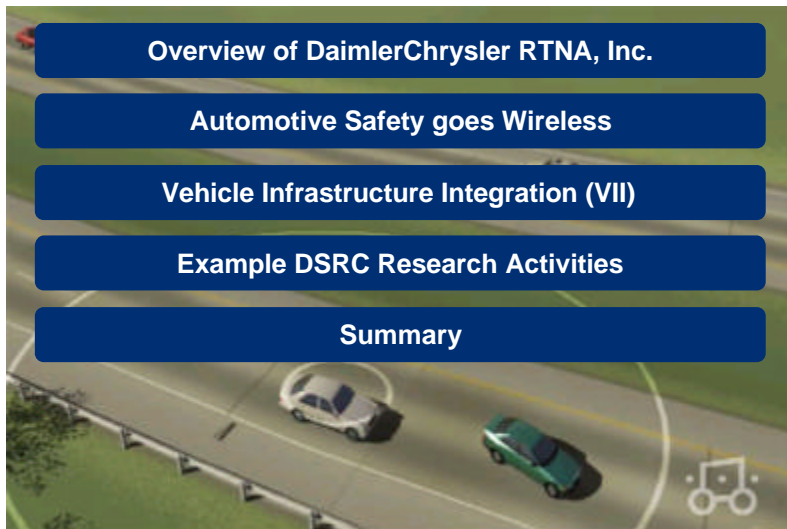 Overview of DaimlerChrysler RTNA, Inc.
Automotive Safety goes Wireless
Vehicle Infrastructure Integration (VII)
Example DSRC Research Activities
Summary